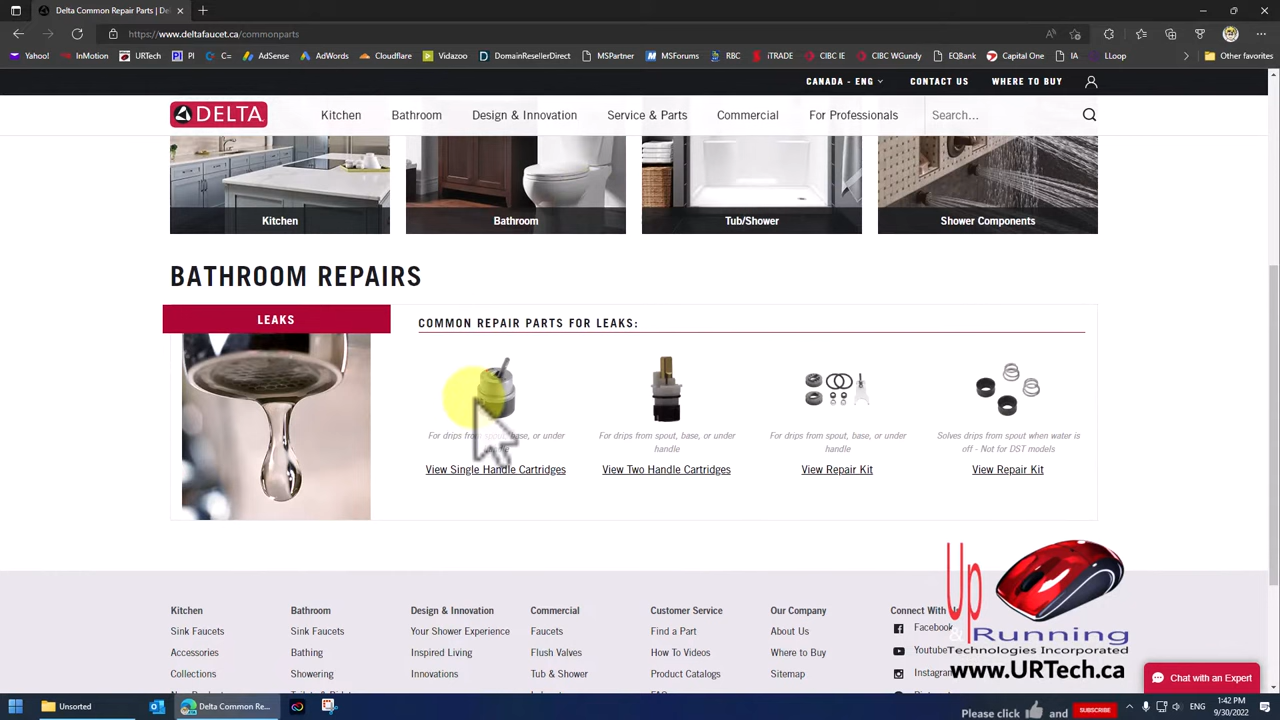 Delta Common Repair Parts | De
https://www.deltafaucet.ca/commonparts
Yahoo! InMotion URTech C= AdSense AdWords Cloudflare Vidazoo DomainResellerDirect MSPartner MSForums RBC iTRADE CIBC IE CIBC WGundy EQBank Capital One LLoop Other favorites
CANADA - ENG CONTACT US WHERE TO BUY
DELTA Kitchen Bathroom Design & Innovation Service & Parts Commercial For Professionals Search...
Kitchen Bathroom Tub/Shower Shower Components
BATHROOM REPAIRS
LEAKS
COMMON REPAIR PARTS FOR LEAKS:
For drips from spout, base, or under
View Single Handle Cartridges
For drips from spout, base, or under
handle
View Two Handle Cartridges
For drips from spout, base, or under
handle
View Repair Kit
Solves drips from spout when water is
off - Not for DST models
View Repair Kit
Kitchen Bathroom Design & Innovation Commercial Customer Service Our Company Connect With
Sink Faucets Sink Faucets Your Shower Experience Faucets Find a Part About Us Facebook
Accessories Bathing Inspired Living Flush Valves How To Videos Where to Buy
Collections Showering Innovations Tub & Shower Product Catalogs Sitemap
Up
& Running
Technologies Incorporated
www.URTech.ca
Chat with an Expert
Unsorted Delta Common Re... ENG 1:42 PM
9/30/2022
Please click and SUBSCRIBE